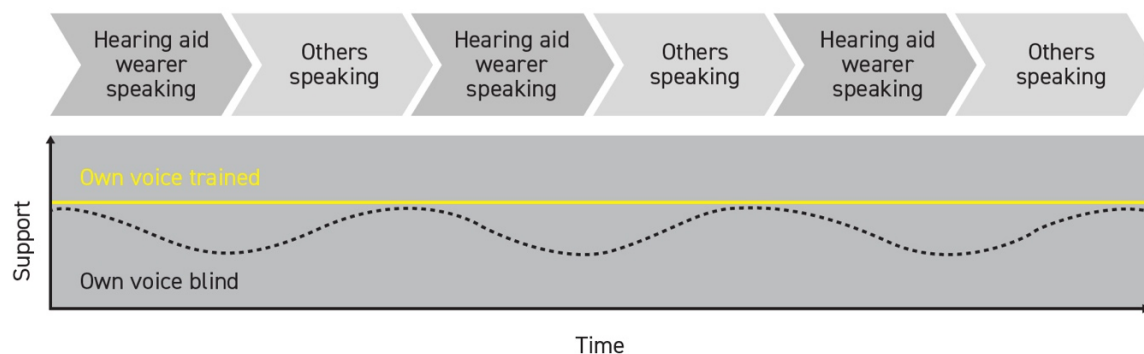 Hearing aid
wearer
speaking
Others
speaking
Hearing aid
wearer
speaking
Others
speaking
Hearing aid
wearer
speaking
Others
speaking
Own voice trained
Support
Own voice blind
Time